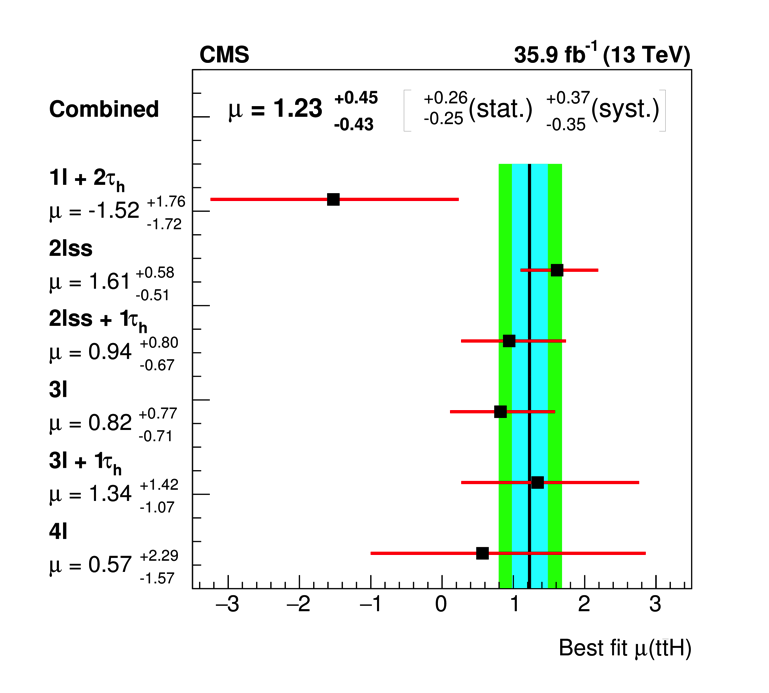 CMS 35.9 fb⁻¹ (13 TeV)
Combined μ = 1.23 +0.45 -0.43 [ +0.26 -0.25 (stat.) +0.37 -0.35 (syst.) ]
1l + 2τh
μ = -1.52 +1.76 -1.72
2lss
μ = 1.61 +0.58 -0.51
2lss + 1τh
μ = 0.94 +0.80 -0.67
3l
μ = 0.82 +0.77 -0.71
3l + 1τh
μ = 1.34 +1.42 -1.07
4l
μ = 0.57 +2.29 -1.57
−3 −2 −1 0 1 2 3
Best fit μ(tt̄H)